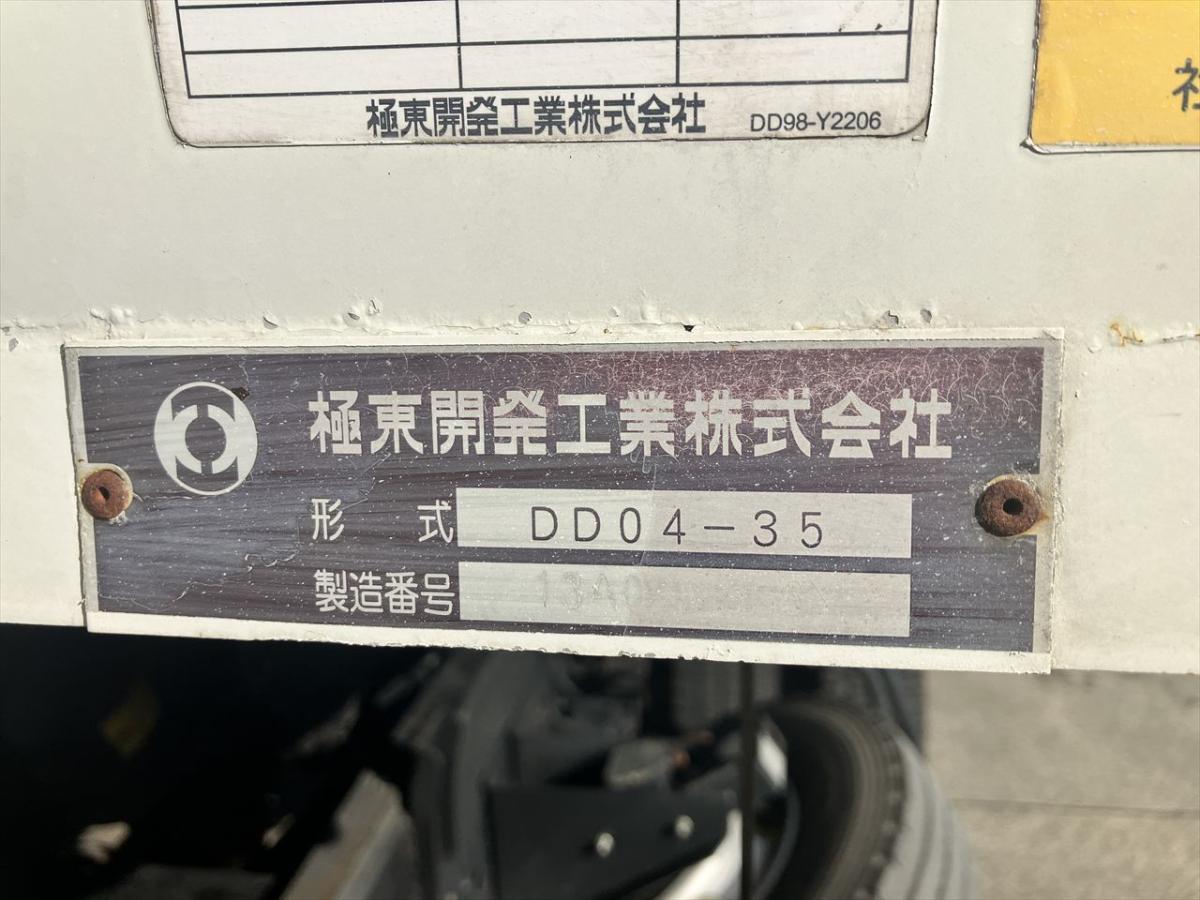 極東開発工業株式会社 DD98-Y2206
社
極東開発工業株式会社
形式 DD04-35
製造番号